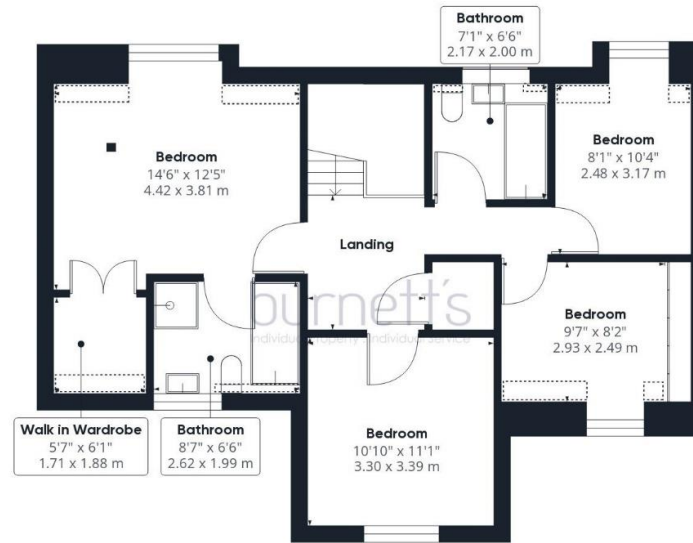 Bathroom
7'1" x 6'6"
2.17 x 2.00 m
Bedroom
14'6" x 12'5"
4.42 x 3.81 m
Bedroom
8'1" x 10'4"
2.48 x 3.17 m
Landing
burnett's
Individual Property : Individual Service
Bedroom
9'7" x 8'2"
2.93 x 2.49 m
Walk in Wardrobe
5'7" x 6'1"
1.71 x 1.88 m
Bathroom
8'7" x 6'6"
2.62 x 1.99 m
Bedroom
10'10" x 11'1"
3.30 x 3.39 m